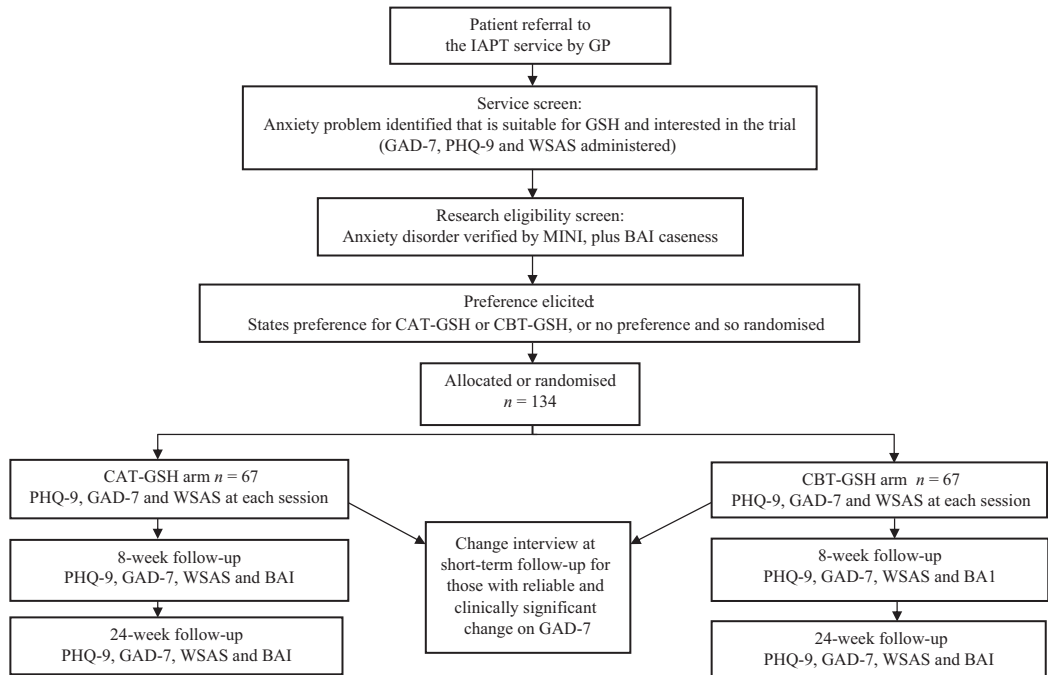 Patient referral to
the IAPT service by GP
Service screen:
Anxiety problem identified that is suitable for GSH and interested in the trial
(GAD-7, PHQ-9 and WSAS administered)
Research eligibility screen:
Anxiety disorder verified by MINI, plus BAI caseness
Preference elicited:
States preference for CAT-GSH or CBT-GSH, or no preference and so randomised
Allocated or randomised
n = 134
CAT-GSH arm n = 67
PHQ-9, GAD-7 and WSAS at each session
CBT-GSH arm n = 67
PHQ-9, GAD-7 and WSAS at each session
Change interview at
short-term follow-up for
those with reliable and
clinically significant
change on GAD-7
8-week follow-up
PHQ-9, GAD-7, WSAS and BAI
8-week follow-up
PHQ-9, GAD-7, WSAS and BA1
24-week follow-up
PHQ-9, GAD-7, WSAS and BAI
24-week follow-up
PHQ-9, GAD-7, WSAS and BAI